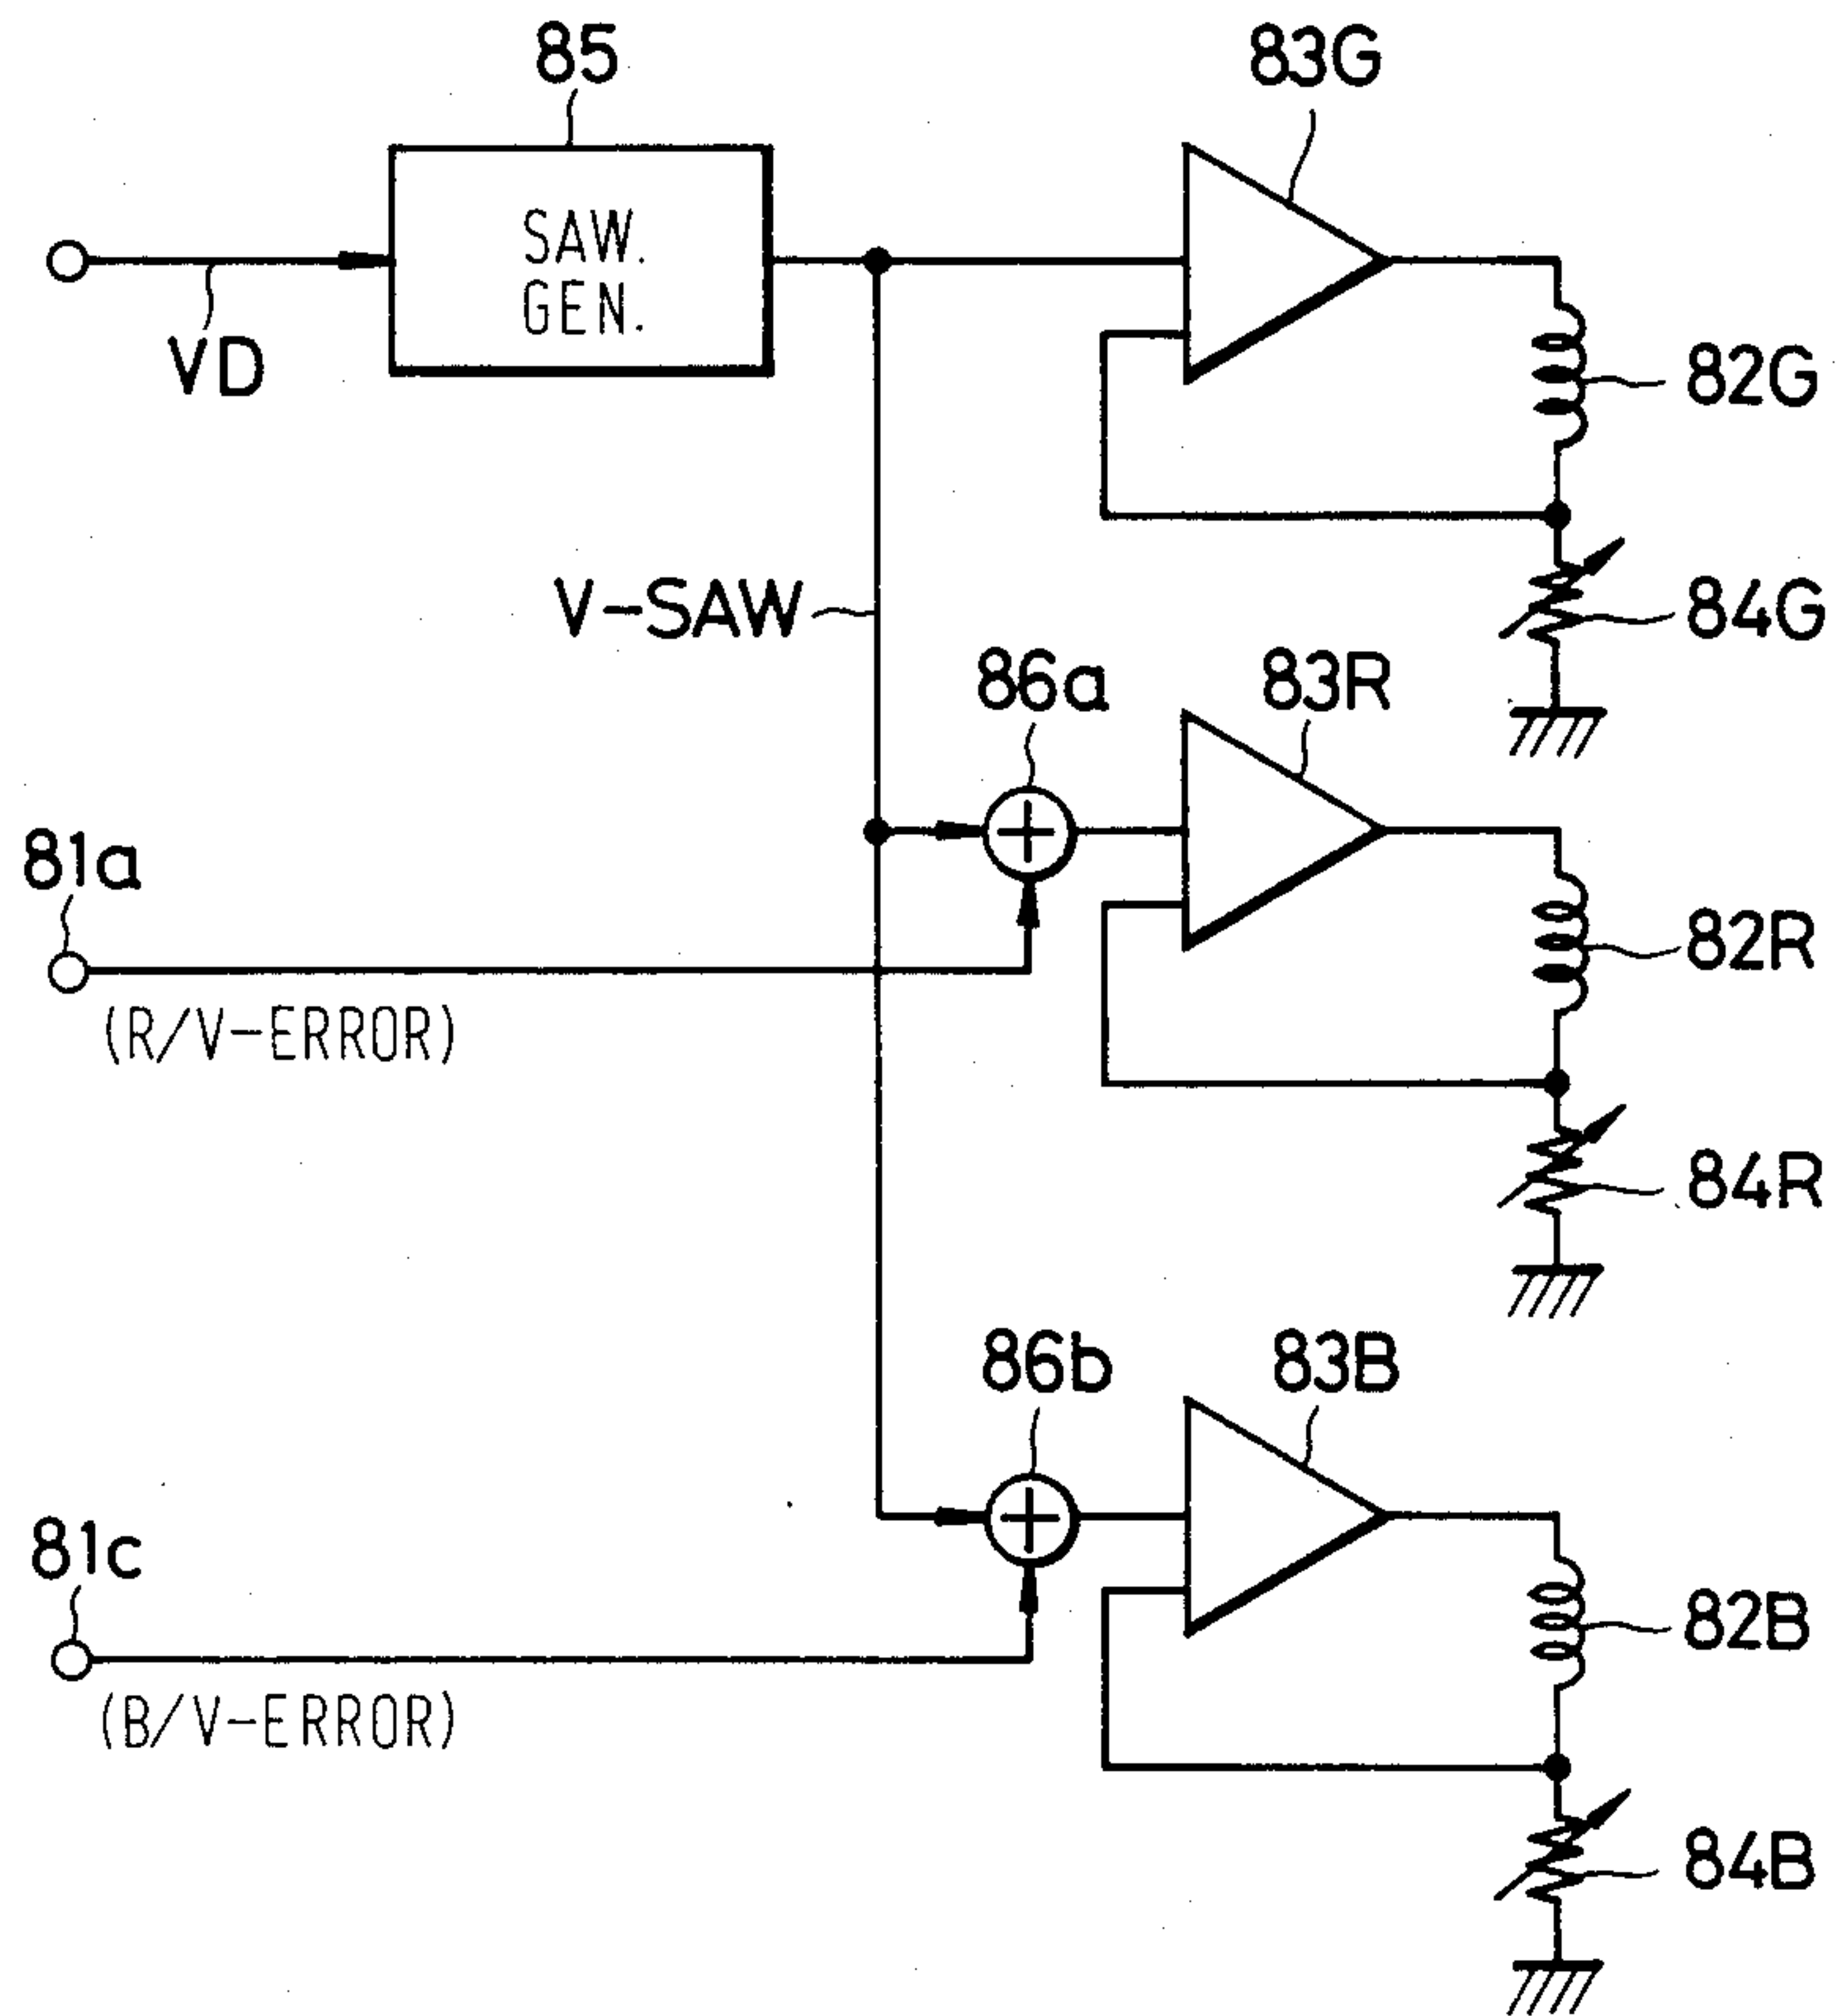 85
83G
SAW.
GEN.
VD
82G
V-SAW
84G
86a
83R
81a
82R
(R/V-ERROR)
84R
86b
83B
81c
82B
(B/V-ERROR)
84B